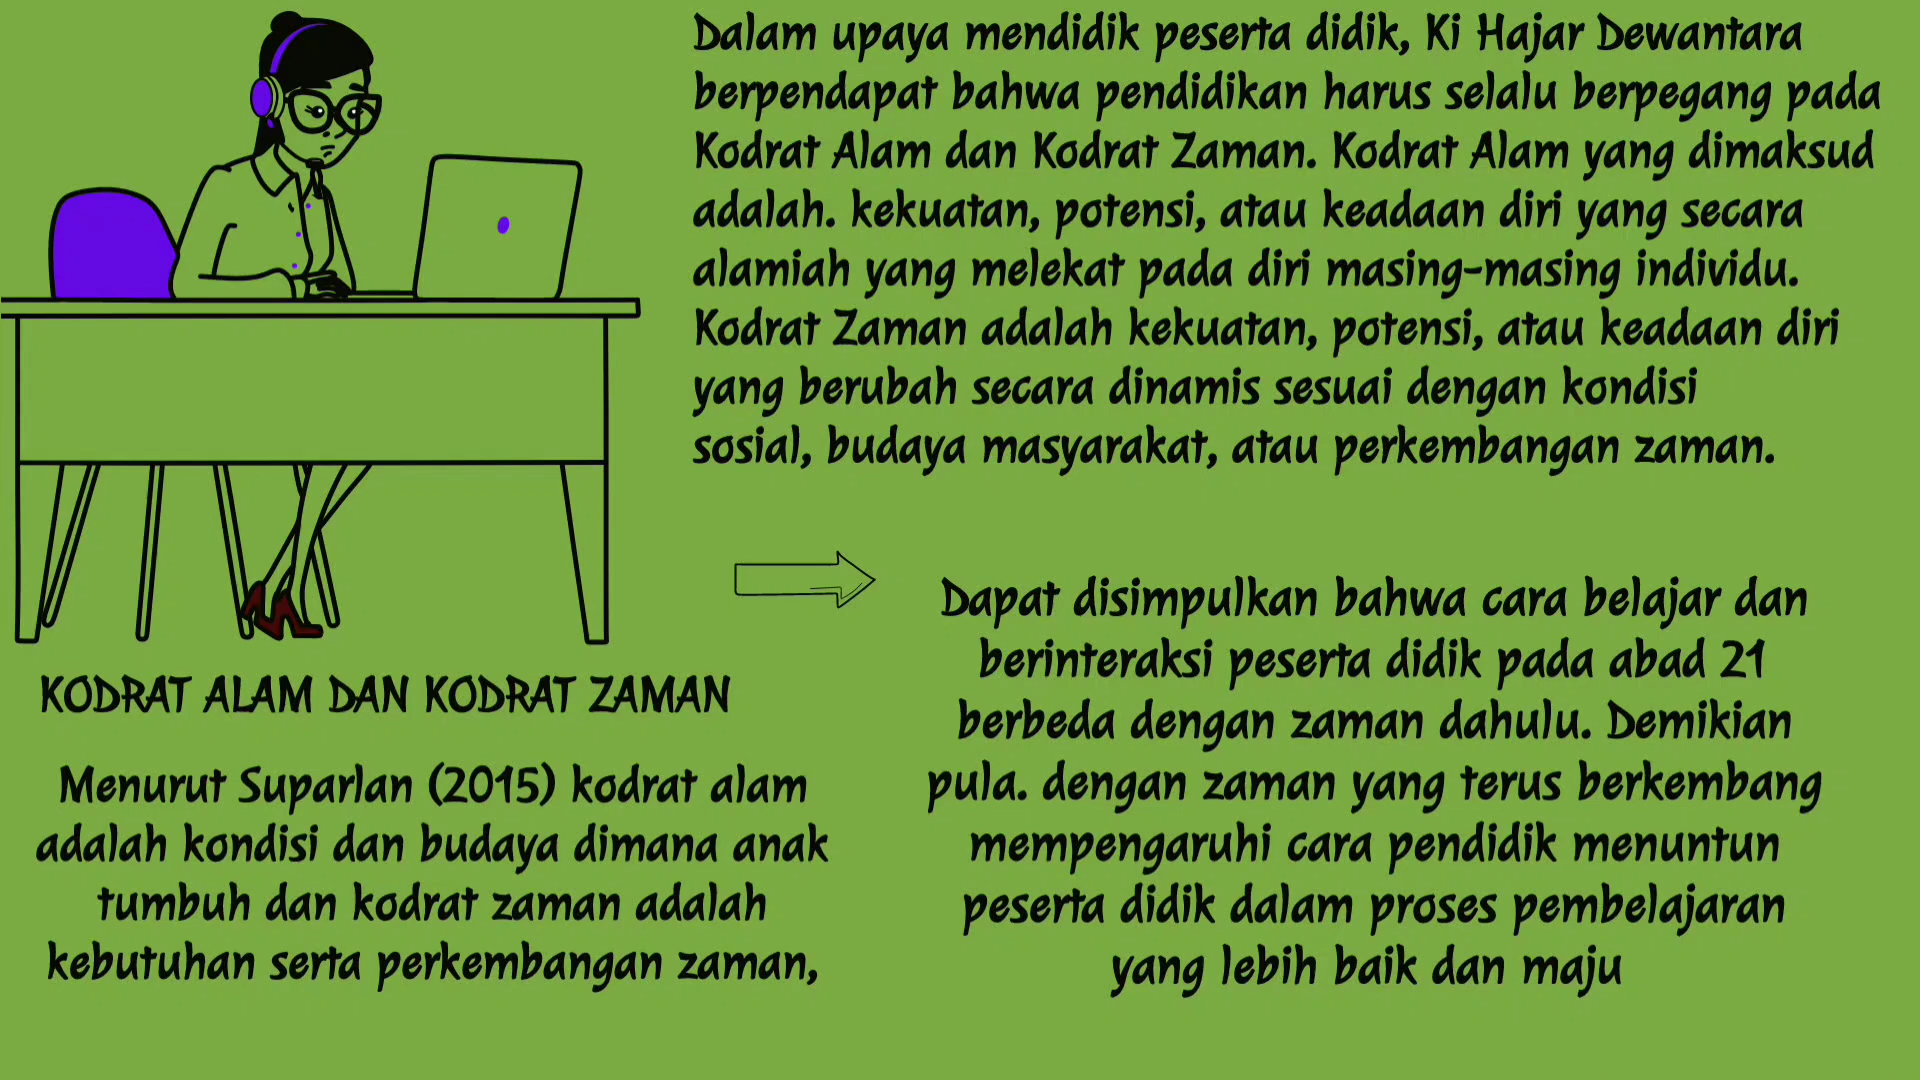 Dalam upaya mendidik peserta didik, Ki Hajar Dewantara
berpendapat bahwa pendidikan harus selalu berpegang pada
Kodrat Alam dan Kodrat Zaman. Kodrat Alam yang dimaksud
adalah. kekuatan, potensi, atau keadaan diri yang secara
alamiah yang melekat pada diri masing-masing individu.
Kodrat Zaman adalah kekuatan, potensi, atau keadaan diri
yang berubah secara dinamis sesuai dengan kondisi
sosial, budaya masyarakat, atau perkembangan zaman.
KODRAT ALAM DAN KODRAT ZAMAN
Menurut Suparlan (2015) kodrat alam
adalah kondisi dan budaya dimana anak
tumbuh dan kodrat zaman adalah
kebutuhan serta perkembangan zaman,
Dapat disimpulkan bahwa cara belajar dan
berinteraksi peserta didik pada abad 21
berbeda dengan zaman dahulu. Demikian
pula. dengan zaman yang terus berkembang
mempengaruhi cara pendidik menuntun
peserta didik dalam proses pembelajaran
yang lebih baik dan maju